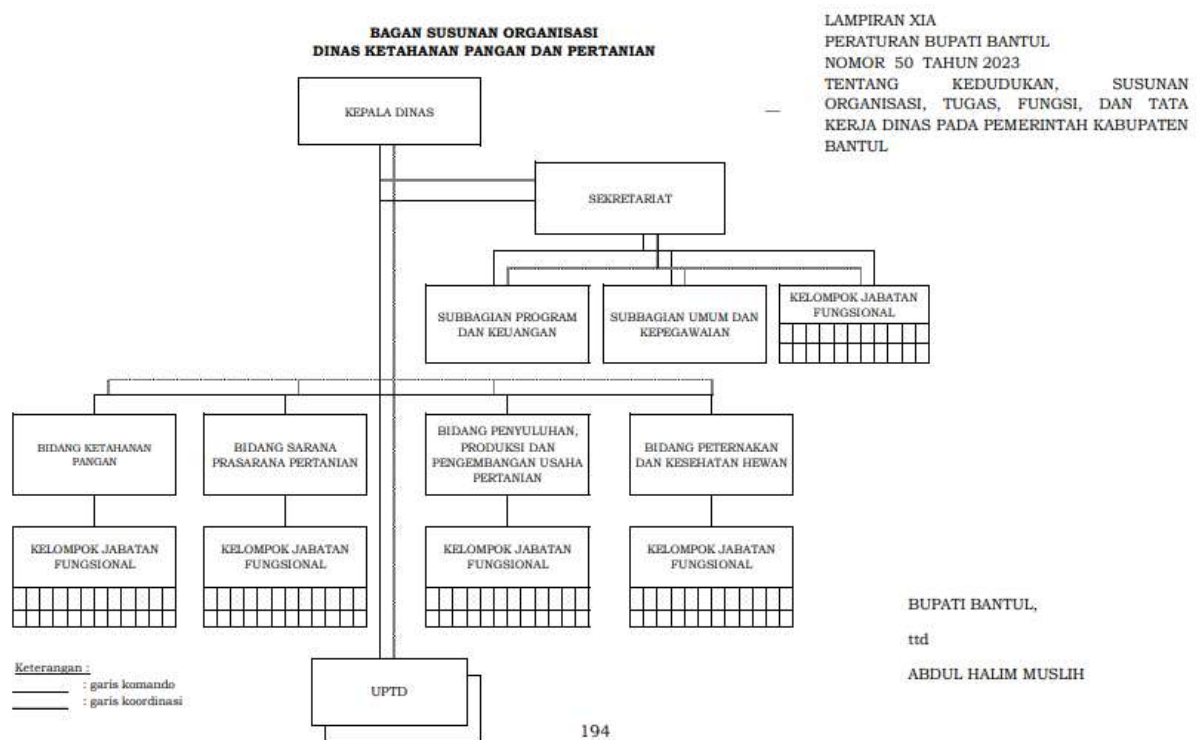 BAGAN SUSUNAN ORGANISASI
DINAS KETAHANAN PANGAN DAN PERTANIAN
LAMPIRAN XIA
PERATURAN BUPATI BANTUL
NOMOR 50 TAHUN 2023
TENTANG KEDUDUKAN, SUSUNAN
ORGANISASI, TUGAS, FUNGSI, DAN TATA
KERJA DINAS PADA PEMERINTAH KABUPATEN
BANTUL
KEPALA DINAS
SEKRETARIAT
SUBBAGIAN PROGRAM
DAN KEUANGAN
SUBBAGIAN UMUM DAN
KEPEGAWAIAN
KELOMPOK JABATAN
FUNGSIONAL
BIDANG KETAHANAN
PANGAN
BIDANG SARANA
PRASARANA PERTANIAN
BIDANG PENYULUHAN,
PRODUKSI DAN
PENGEMBANGAN USAHA
PERTANIAN
BIDANG PETERNAKAN
DAN KESEHATAN HEWAN
KELOMPOK JABATAN
FUNGSIONAL
KELOMPOK JABATAN
FUNGSIONAL
KELOMPOK JABATAN
FUNGSIONAL
KELOMPOK JABATAN
FUNGSIONAL
BUPATI BANTUL,
ttd
ABDUL HALIM MUSLIH
Keterangan :
: garis komando
: garis koordinasi
UPTD
194